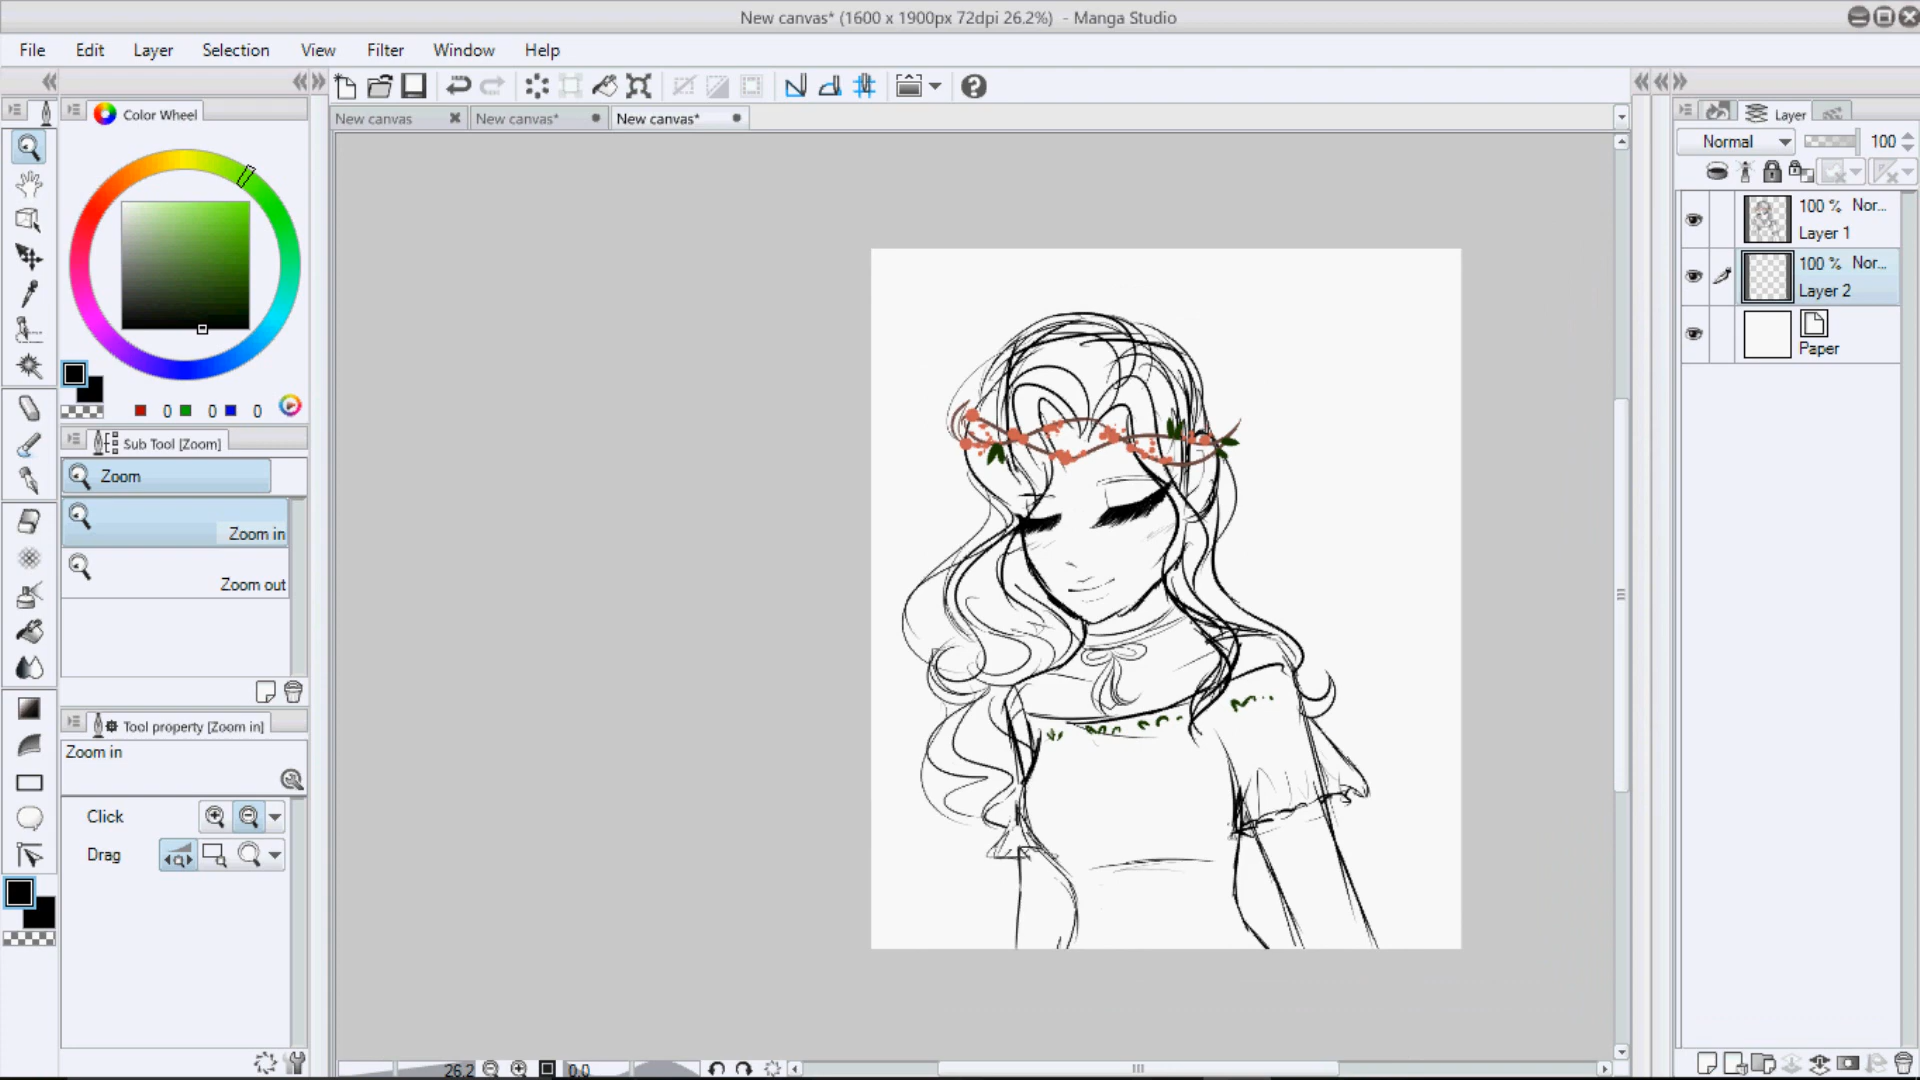 New canvas* (1600 x 1900px 72dpi 26.2%) - Manga Studio
File Edit Layer Selection View Filter Window Help
Color Wheel
New canvas New canvas* New canvas*
Layer
Normal 100
100 % Nor...
Layer 1
100 % Nor...
Layer 2
Paper
0 0 0
Sub Tool [Zoom]
Zoom
Zoom in
Zoom out
Tool property [Zoom in]
Zoom in
Click
Drag
26.2 0.0